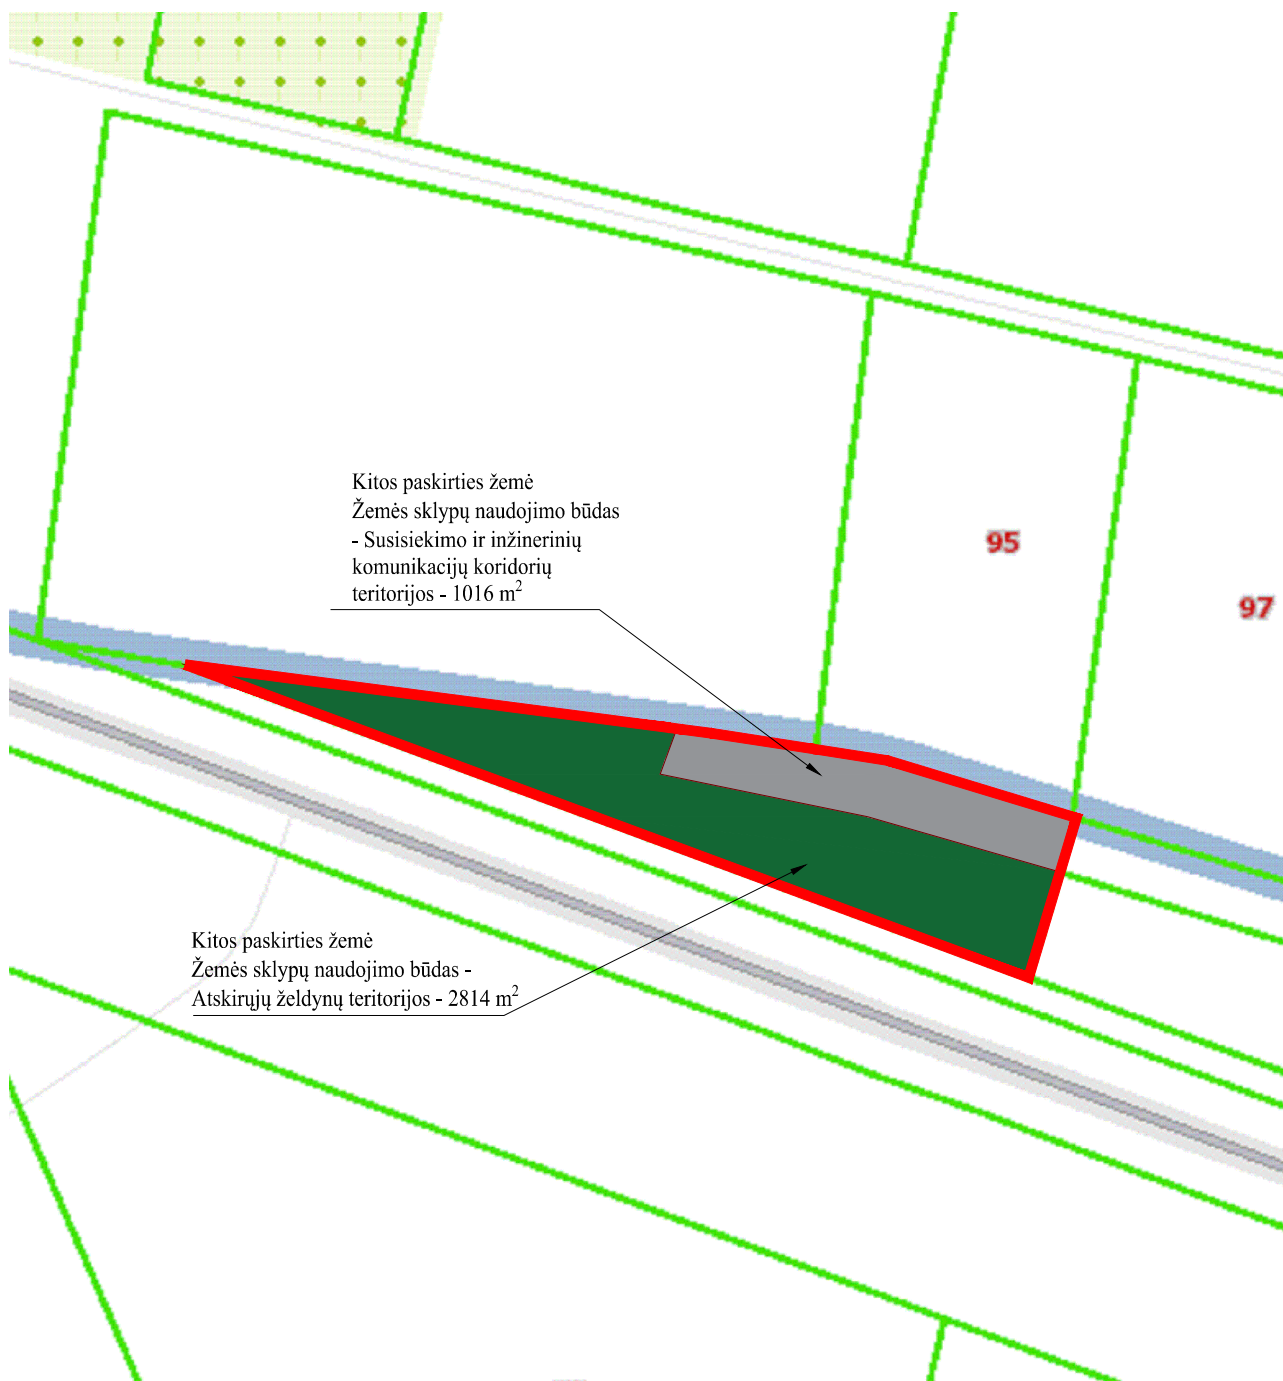 Kitos paskirties žemė
Žemės sklypų naudojimo būdas
- Susisiekimo ir inžinerinių
komunikacijų koridorių
teritorijos - 1016 m²
95
97
Kitos paskirties žemė
Žemės sklypų naudojimo būdas -
Atskirųjų želdynų teritorijos - 2814 m²